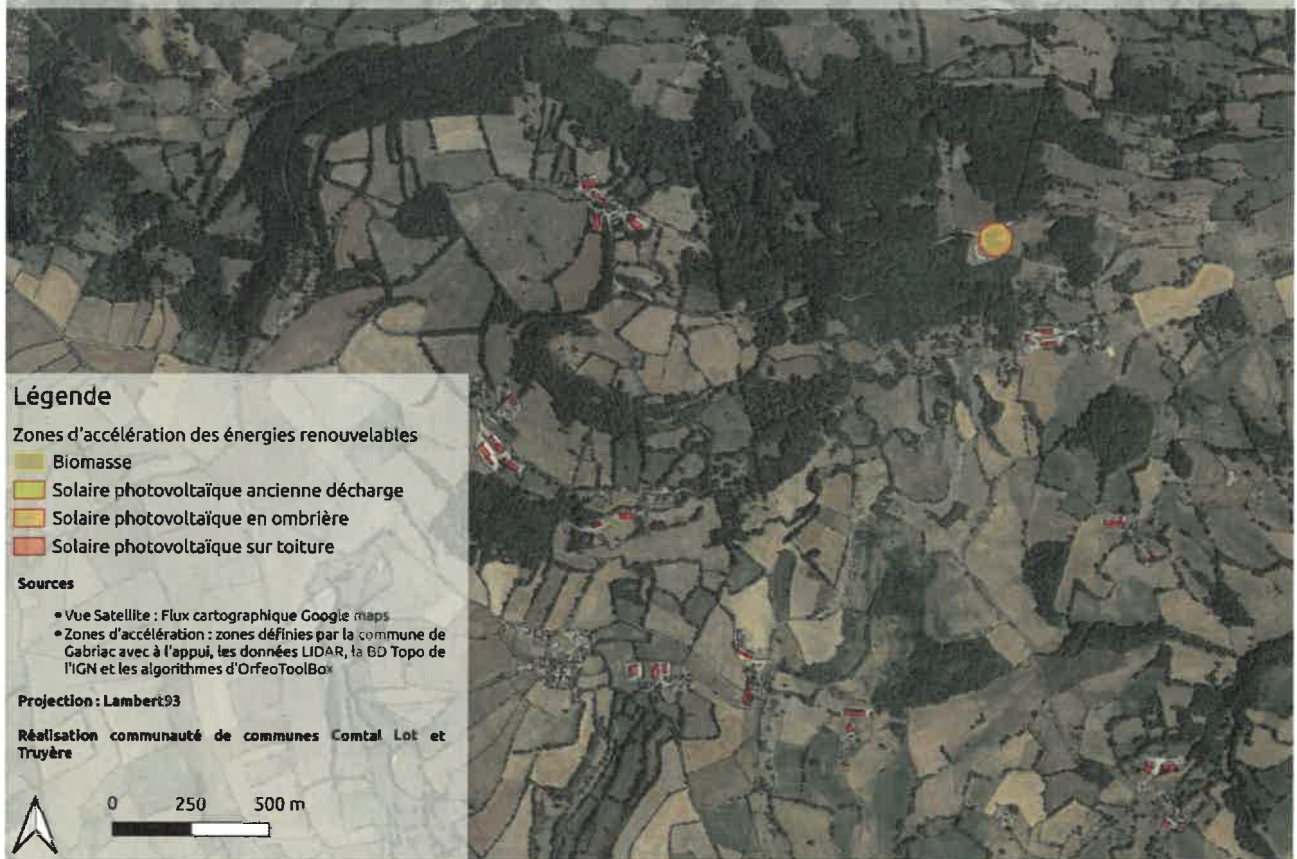 Légende
Zones d'accélération des énergies renouvelables
Biomasse
Solaire photovoltaïque ancienne décharge
Solaire photovoltaïque en ombrière
Solaire photovoltaïque sur toiture
Sources
• Vue Satellite : Flux cartographique Google maps
• Zones d'accélération : zones définies par la commune de
Gabriac avec à l'appui, les données LIDAR, la BD Topo de
l'IGN et les algorithmes d'OrfeoToolBox
Projection : Lambert93
Réalisation communauté de communes Comtal Lot et
Truyère
0 250 500 m